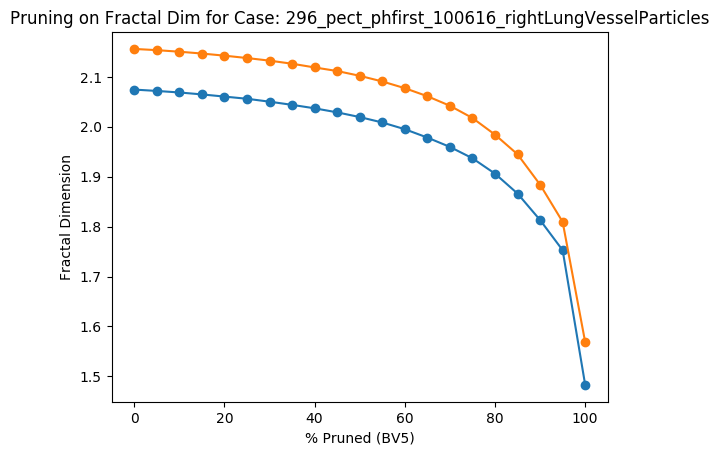 Pruning on Fractal Dim for Case: 296_pect_phfirst_100616_rightLungVesselParticles
Fractal Dimension
2.1
2.0
1.9
1.8
1.7
1.6
1.5
0 20 40 60 80 100
% Pruned (BV5)